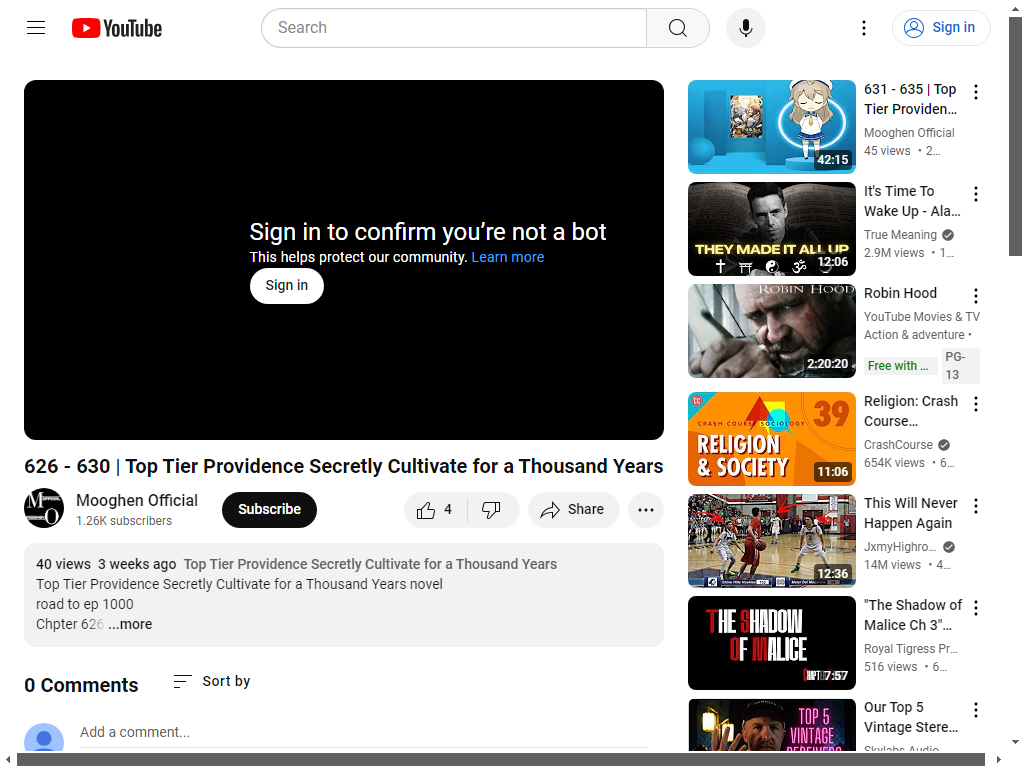 YouTube
Search
Sign in
Sign in to confirm you’re not a bot
This helps protect our community. Learn more
Sign in
626 - 630 | Top Tier Providence Secretly Cultivate for a Thousand Years
Mooghen Official
1.26K subscribers
Subscribe
4
Share
40 views 3 weeks ago Top Tier Providence Secretly Cultivate for a Thousand Years
Top Tier Providence Secretly Cultivate for a Thousand Years novel
road to ep 1000
Chpter 626 ...more
0 Comments
Sort by
Add a comment...
42:15
631 - 635 | Top
Tier Providen...
Mooghen Official
45 views • 2...
THEY MADE IT ALL UP
12:06
It's Time To
Wake Up - Ala...
True Meaning
2.9M views • 1...
ROBIN HOOD
2:20:20
Robin Hood
YouTube Movies & TV
Action & adventure •
Free with ...
PG-
13
CC
CRASH COURSE SOCIOLOGY
39
RELIGION
& SOCIETY
11:06
Religion: Crash
Course...
CrashCourse
654K views • 6...
12:36
This Will Never
Happen Again
JxmyHighro...
14M views • 4...
THE SHADOW
OF MALICE
7:57
"The Shadow of
Malice Ch 3"...
Royal Tigress Pr...
516 views • 6...
TOP 5
VINTAGE
RECEIVERS
Our Top 5
Vintage Stere...
Skylabs Audio